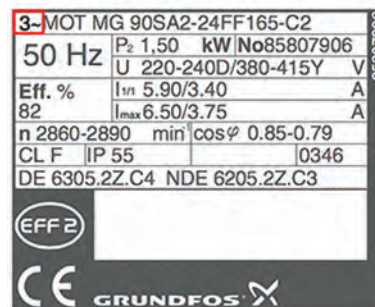 3~MOT MG 90SA2-24FF165-C2
50 Hz
P₂ 1,50 kW No85807906
U 220-240D/380-415Y V
Eff. %
82
I1/1 5.90/3.40 A
Imax 6.50/3.75 A
n 2860-2890 min⁻¹ cosφ 0.85-0.79
CL F IP 55 0346
DE 6305.2Z.C4 NDE 6205.2Z.C3
EFF 2
CE GRUNDFOS